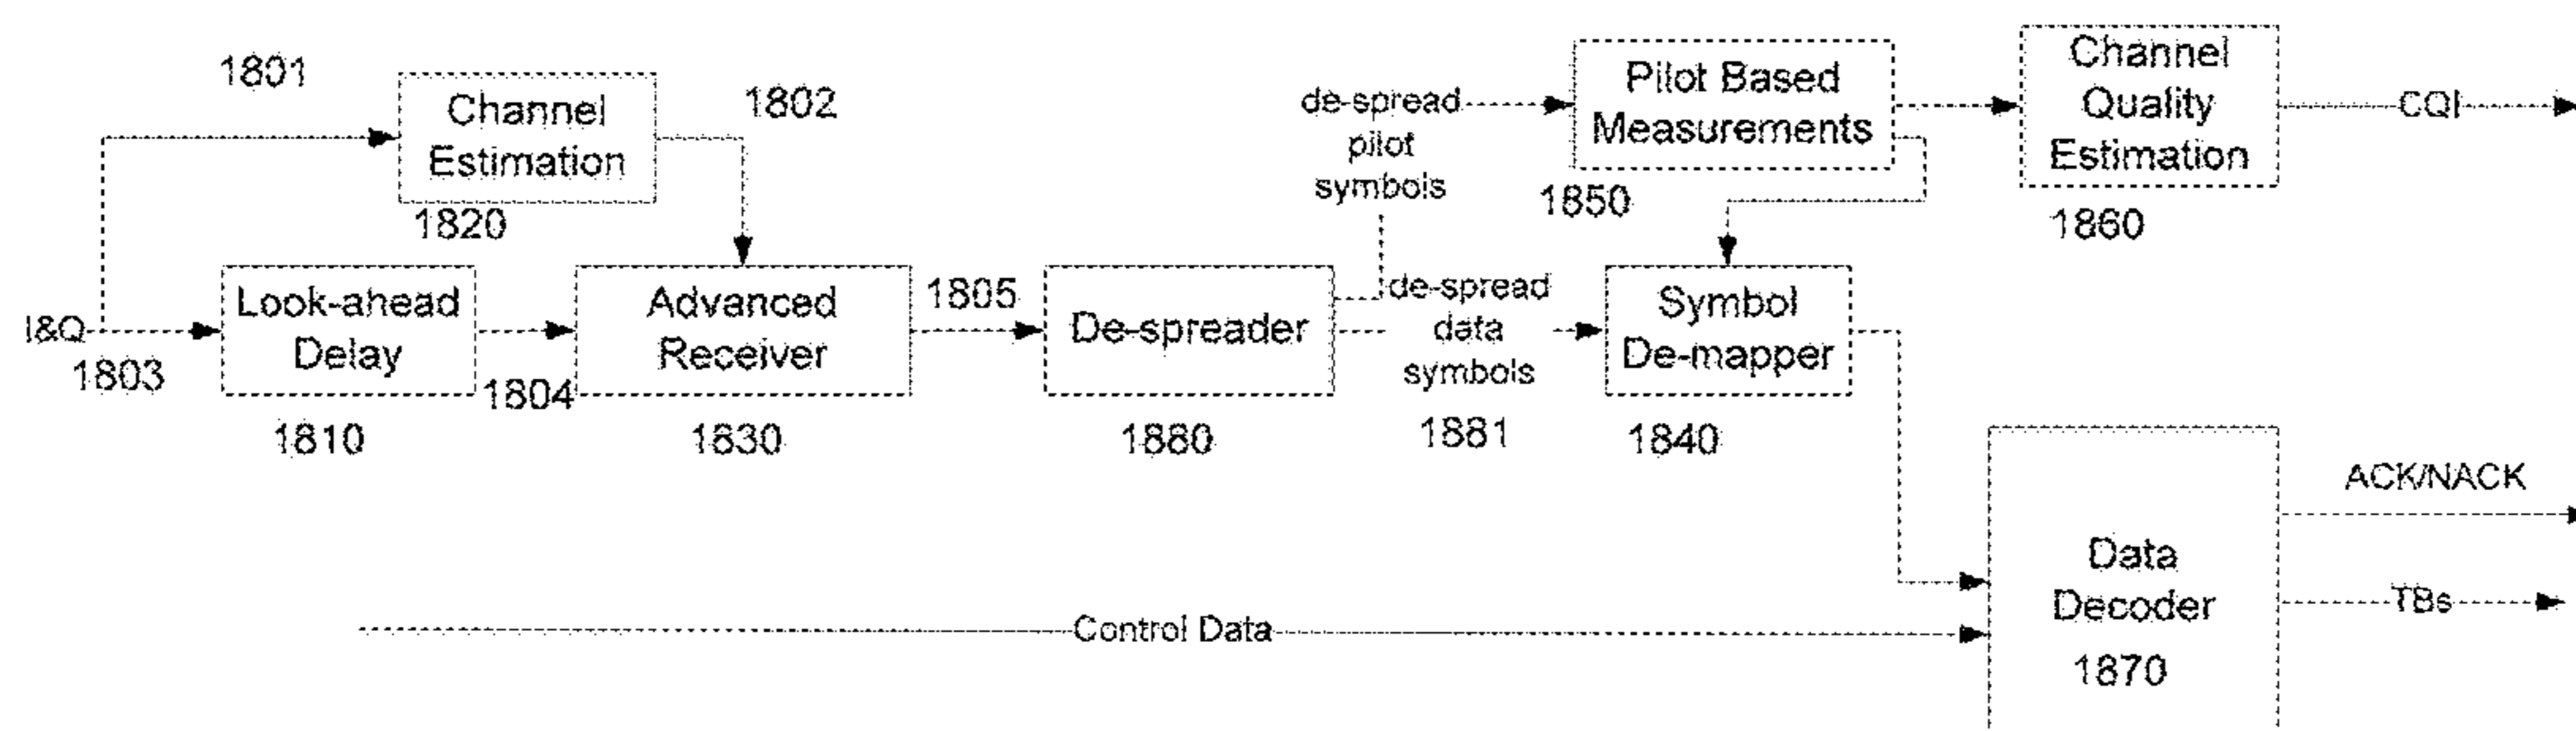 1801
Channel
Estimation
1802
1820
I&Q
1803
Look-ahead
Delay
1804
1810
Advanced
Receiver
1805
1830
De-spreader
1880
de-spread
pilot
symbols
de-spread
data
symbols
1881
Pilot Based
Measurements
1850
Channel
Quality
Estimation
1860
CQI
Symbol
De-mapper
1840
Control Data
Data
Decoder
1870
ACK/NACK
TBs